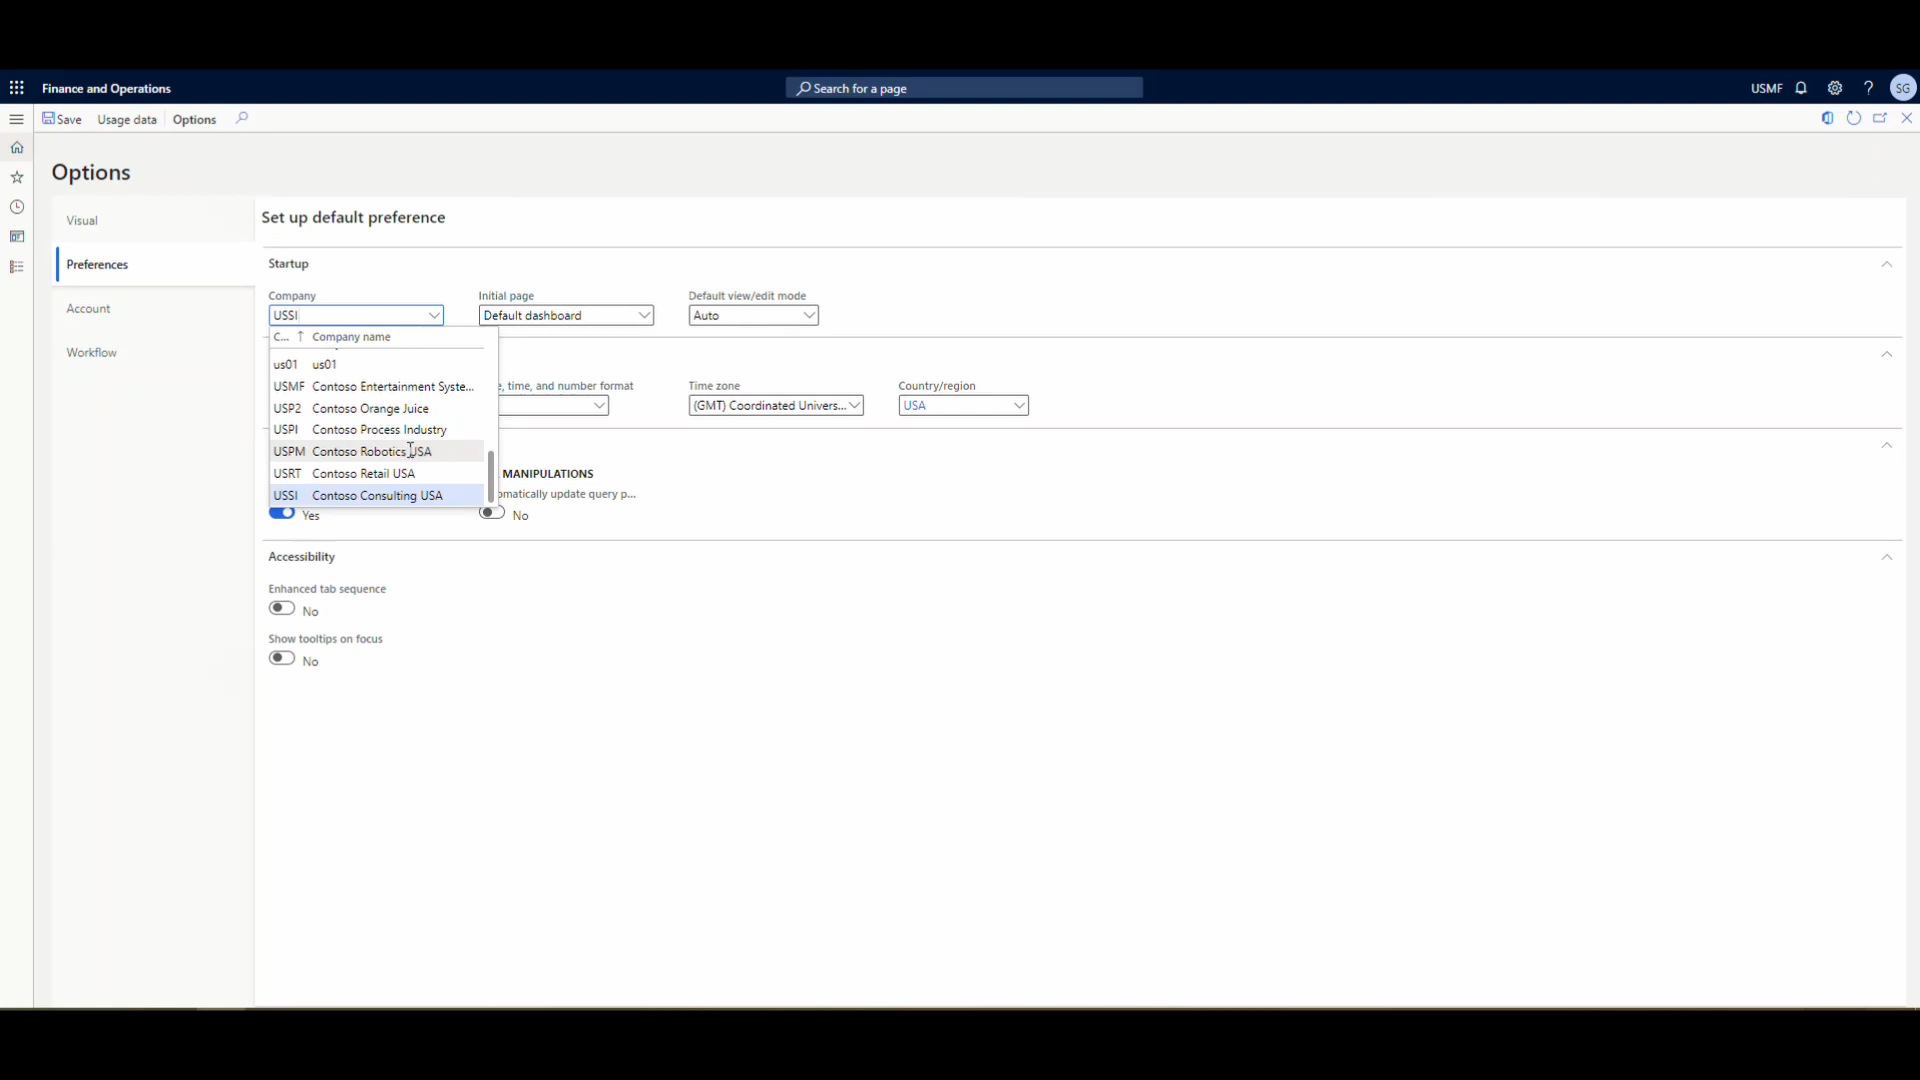 Finance and Operations
Search for a page
USMF
?
SG
Save
Usage data
Options
Options
Visual
Preferences
Account
Workflow
Set up default preference
Startup
Company
Initial page
Default view/edit mode
USSI
Default dashboard
Auto
C... ↑ Company name
us01 us01
USMF Contoso Entertainment Syste...
USP2 Contoso Orange Juice
USPI Contoso Process Industry
USPM Contoso Robotics USA
USRT Contoso Retail USA
USSI Contoso Consulting USA
, time, and number format
Time zone
Country/region
(GMT) Coordinated Univers...
USA
MANIPULATIONS
omatically update query p...
Yes
No
Accessibility
Enhanced tab sequence
No
Show tooltips on focus
No